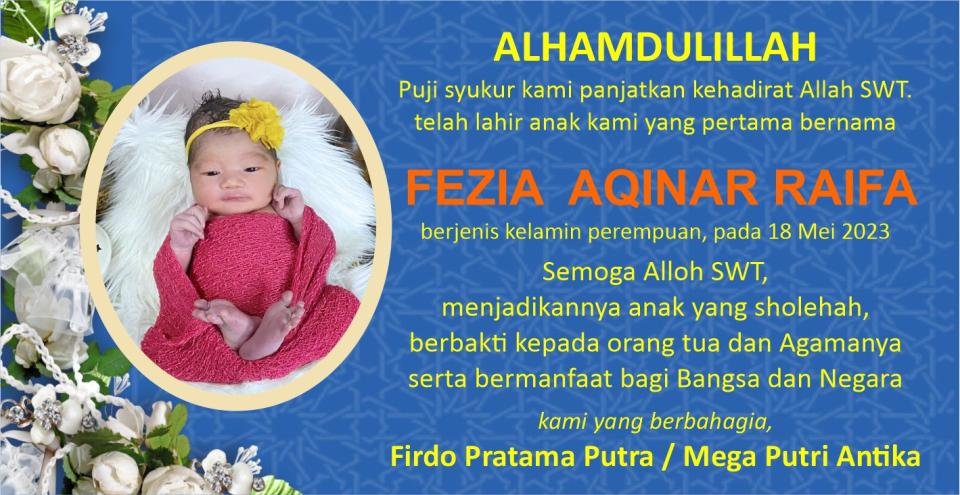 ALHAMDULILLAH
Puji syukur kami panjatkan kehadirat Allah SWT.
telah lahir anak kami yang pertama bernama
FEZIA AQINAR RAIFA
berjenis kelamin perempuan, pada 18 Mei 2023
Semoga Alloh SWT,
menjadikannya anak yang sholehah,
berbakti kepada orang tua dan Agamanya
serta bermanfaat bagi Bangsa dan Negara
kami yang berbahagia,
Firdo Pratama Putra / Mega Putri Antika